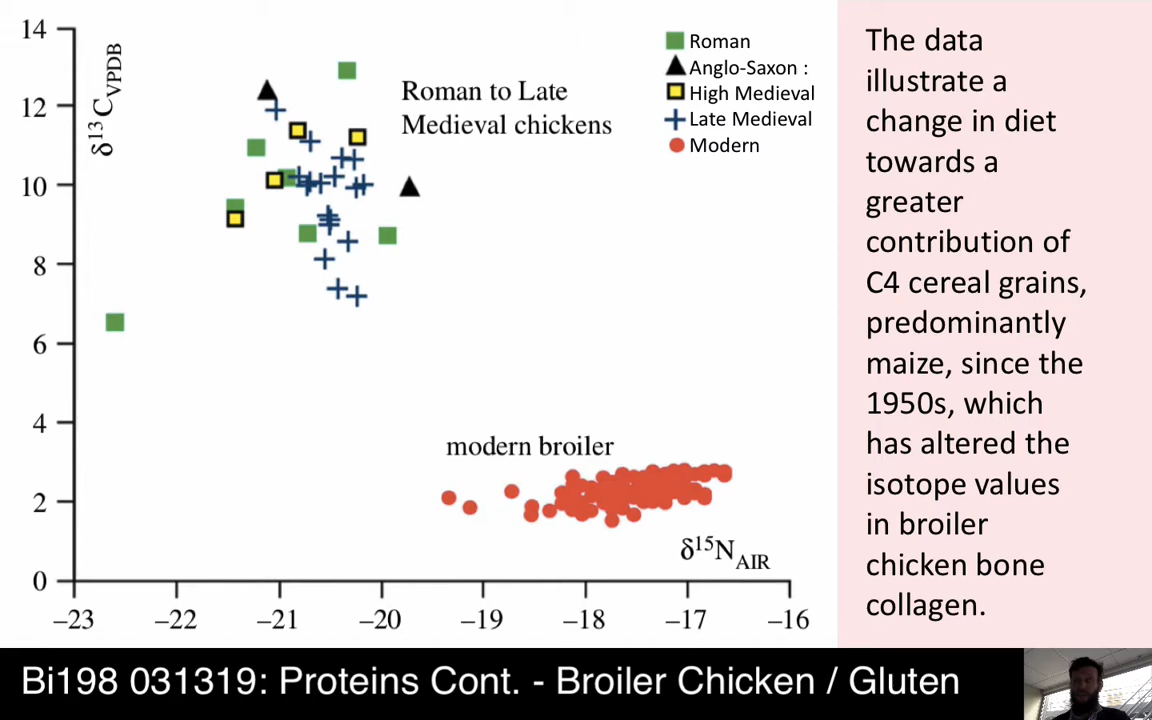 14
12
10
8
6
4
2
0
δ¹³C_VPDB
Roman to Late
Medieval chickens
Roman
Anglo-Saxon :
High Medieval
Late Medieval
Modern
modern broiler
δ¹⁵N_AIR
–23 –22 –21 –20 –19 –18 –17 –16
The data
illustrate a
change in diet
towards a
greater
contribution of
C4 cereal grains,
predominantly
maize, since the
1950s, which
has altered the
isotope values
in broiler
chicken bone
collagen.
Bi198 031319: Proteins Cont. - Broiler Chicken / Gluten